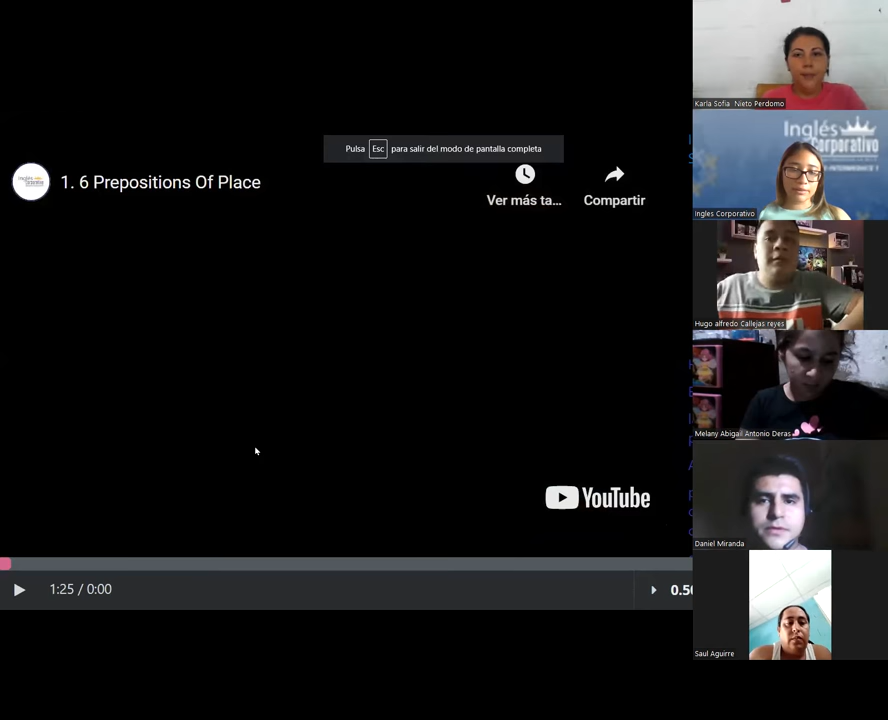 Pulsa Esc para salir del modo de pantalla completa
1. 6 Prepositions Of Place
Ver más ta...
Compartir
YouTube
1:25 / 0:00
0.50
Karla Sofia Nieto Perdomo
Inglés
Corporativo
Ingles Corporativo
Hugo alfredo Callejas reyes
Melany Abigail Antonio Deras
Daniel Miranda
Saul Aguirre